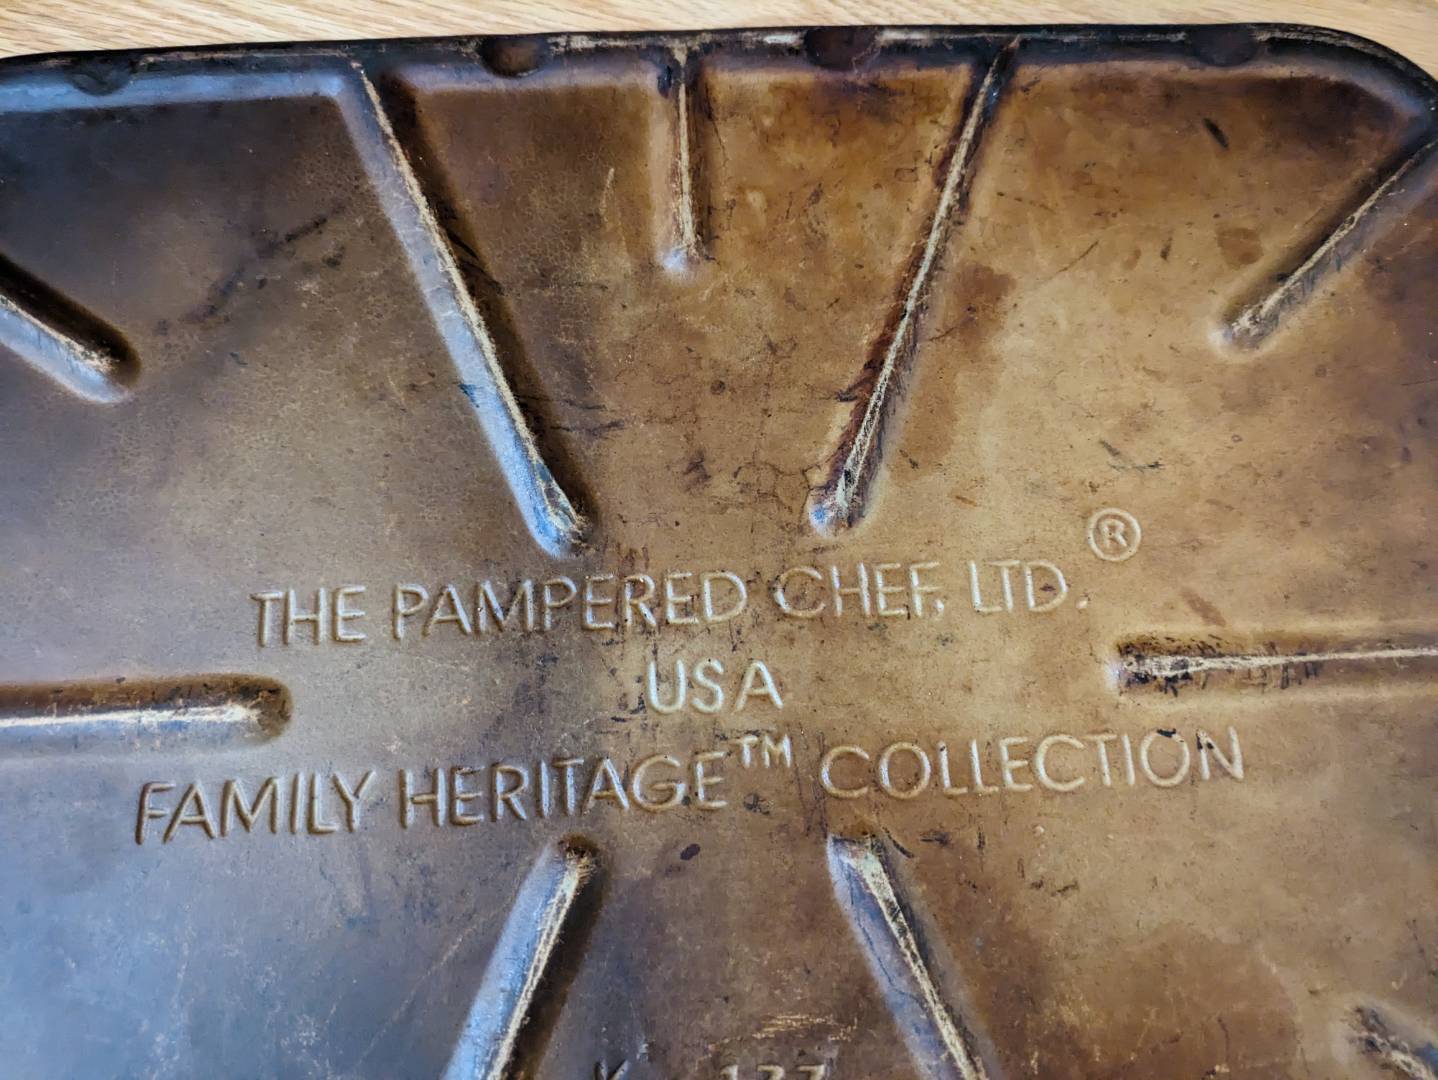 THE PAMPERED CHEF, LTD.®
USA
FAMILY HERITAGE™ COLLECTION